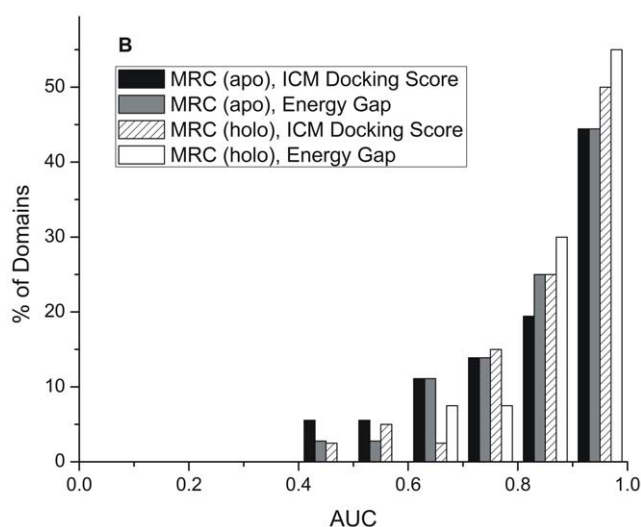 B
MRC (apo), ICM Docking Score
MRC (apo), Energy Gap
MRC (holo), ICM Docking Score
MRC (holo), Energy Gap
% of Domains
50
40
30
20
10
0
0.0 0.2 0.4 0.6 0.8 1.0
AUC